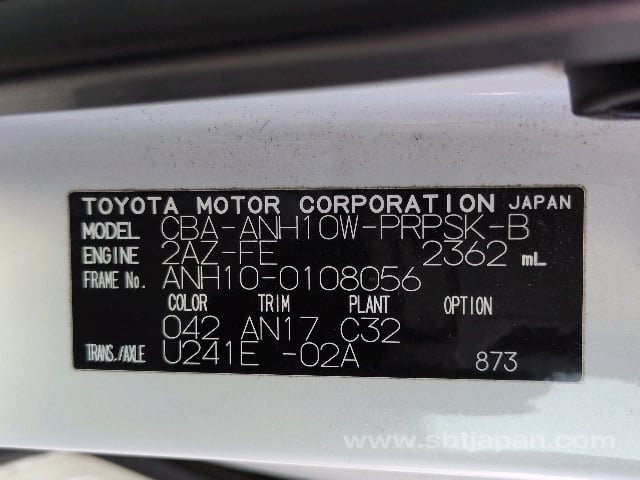 TOYOTA MOTOR CORPORATION JAPAN
MODEL CBA-ANH10W-PRPSK-B
ENGINE 2AZ-FE 2362 mL
FRAME No. ANH10-0108056
COLOR TRIM PLANT OPTION
042 AN17 C32
TRANS./AXLE U241E -02A 873
www.sbtjapan.com